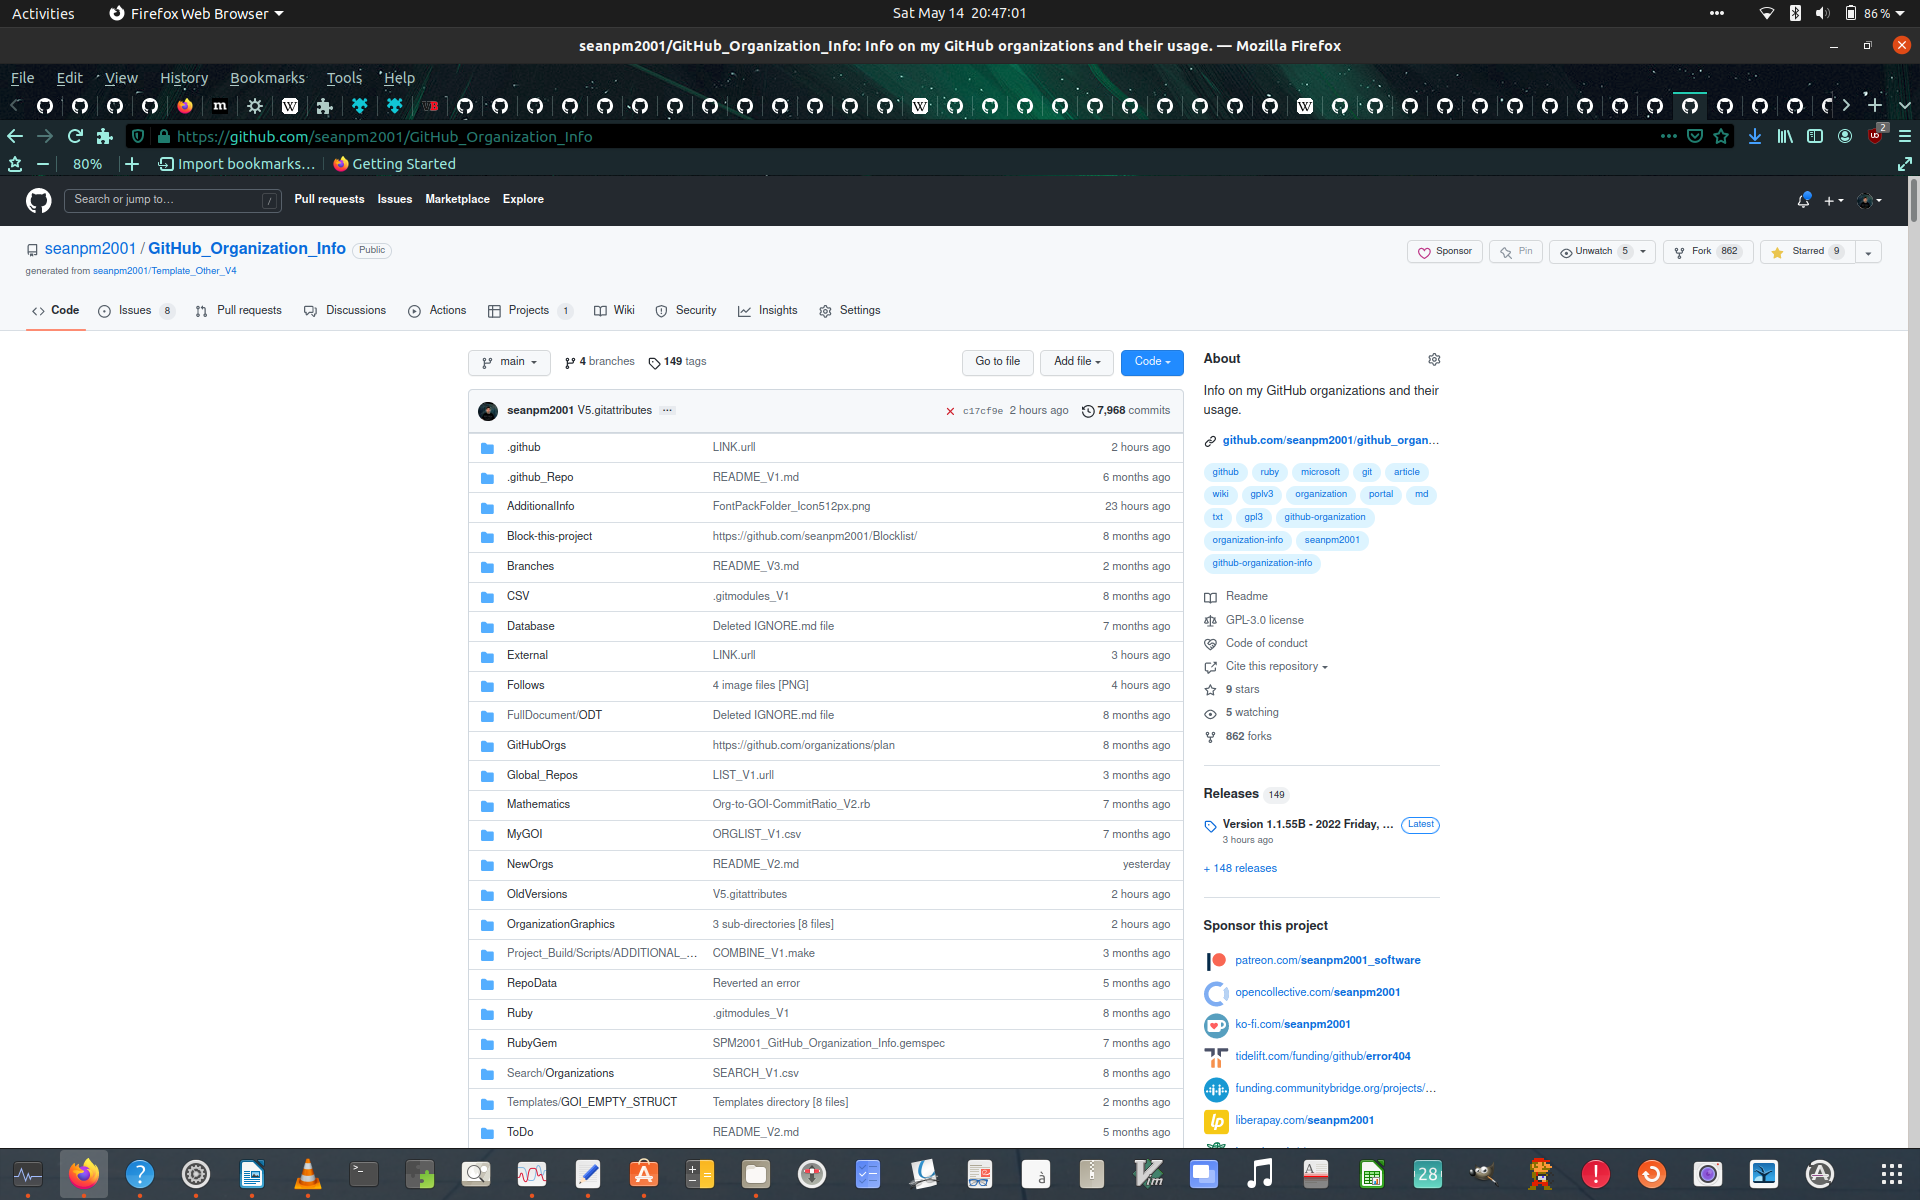 Activities Firefox Web Browser Sat May 14 20:47:01 86 %
seanpm2001/GitHub_Organization_Info: Info on my GitHub organizations and their usage. — Mozilla Firefox
File Edit View History Bookmarks Tools Help
https://github.com/seanpm2001/GitHub_Organization_Info 2
80% Import bookmarks... Getting Started
Search or jump to... / Pull requests Issues Marketplace Explore
seanpm2001 / GitHub_Organization_Info Public Sponsor Pin Unwatch 5 Fork 862 Starred 9
generated from seanpm2001/Template_Other_V4
Code Issues 8 Pull requests Discussions Actions Projects 1 Wiki Security Insights Settings
main 4 branches 149 tags Go to file Add file Code
seanpm2001 V5.gitattributes ... c17cf9e 2 hours ago 7,968 commits
.github LINK.urll 2 hours ago
.github_Repo README_V1.md 6 months ago
AdditionalInfo FontPackFolder_Icon512px.png 23 hours ago
Block-this-project https://github.com/seanpm2001/Blocklist/ 8 months ago
Branches README_V3.md 2 months ago
CSV .gitmodules_V1 8 months ago
Database Deleted IGNORE.md file 7 months ago
External LINK.urll 3 hours ago
Follows 4 image files [PNG] 4 hours ago
FullDocument/ODT Deleted IGNORE.md file 8 months ago
GitHubOrgs https://github.com/organizations/plan 8 months ago
Global_Repos LIST_V1.urll 3 months ago
Mathematics Org-to-GOI-CommitRatio_V2.rb 7 months ago
MyGOI ORGLIST_V1.csv 7 months ago
NewOrgs README_V2.md yesterday
OldVersions V5.gitattributes 2 hours ago
OrganizationGraphics 3 sub-directories [8 files] 2 hours ago
Project_Build/Scripts/ADDITIONAL_... COMBINE_V1.make 3 months ago
RepoData Reverted an error 5 months ago
Ruby .gitmodules_V1 8 months ago
RubyGem SPM2001_GitHub_Organization_Info.gemspec 7 months ago
Search/Organizations SEARCH_V1.csv 8 months ago
Templates/GOI_EMPTY_STRUCT Templates directory [8 files] 2 months ago
ToDo README_V2.md 5 months ago
About
Info on my GitHub organizations and their
usage.
github.com/seanpm2001/github_organ...
github ruby microsoft git article
wiki gplv3 organization portal md
txt gpl3 github-organization
organization-info seanpm2001
github-organization-info
Readme
GPL-3.0 license
Code of conduct
Cite this repository
9 stars
5 watching
862 forks
Releases 149
Version 1.1.55B - 2022 Friday, ... Latest
3 hours ago
+ 148 releases
Sponsor this project
patreon.com/seanpm2001_software
opencollective.com/seanpm2001
ko-fi.com/seanpm2001
tidelift.com/funding/github/error404
funding.communitybridge.org/projects/...
lp liberapay.com/seanpm2001
28